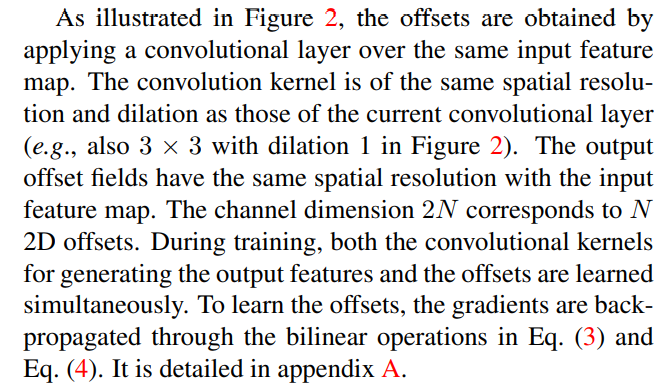 As illustrated in Figure 2, the offsets are obtained by
applying a convolutional layer over the same input feature
map. The convolution kernel is of the same spatial resolu-
tion and dilation as those of the current convolutional layer
(e.g., also 3 × 3 with dilation 1 in Figure 2). The output
offset fields have the same spatial resolution with the input
feature map. The channel dimension 2N corresponds to N
2D offsets. During training, both the convolutional kernels
for generating the output features and the offsets are learned
simultaneously. To learn the offsets, the gradients are back-
propagated through the bilinear operations in Eq. (3) and
Eq. (4). It is detailed in appendix A.